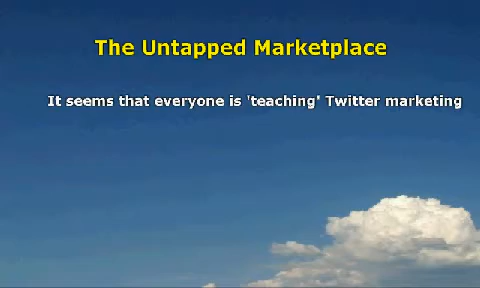 The Untapped Marketplace
It seems that everyone is 'teaching' Twitter marketing